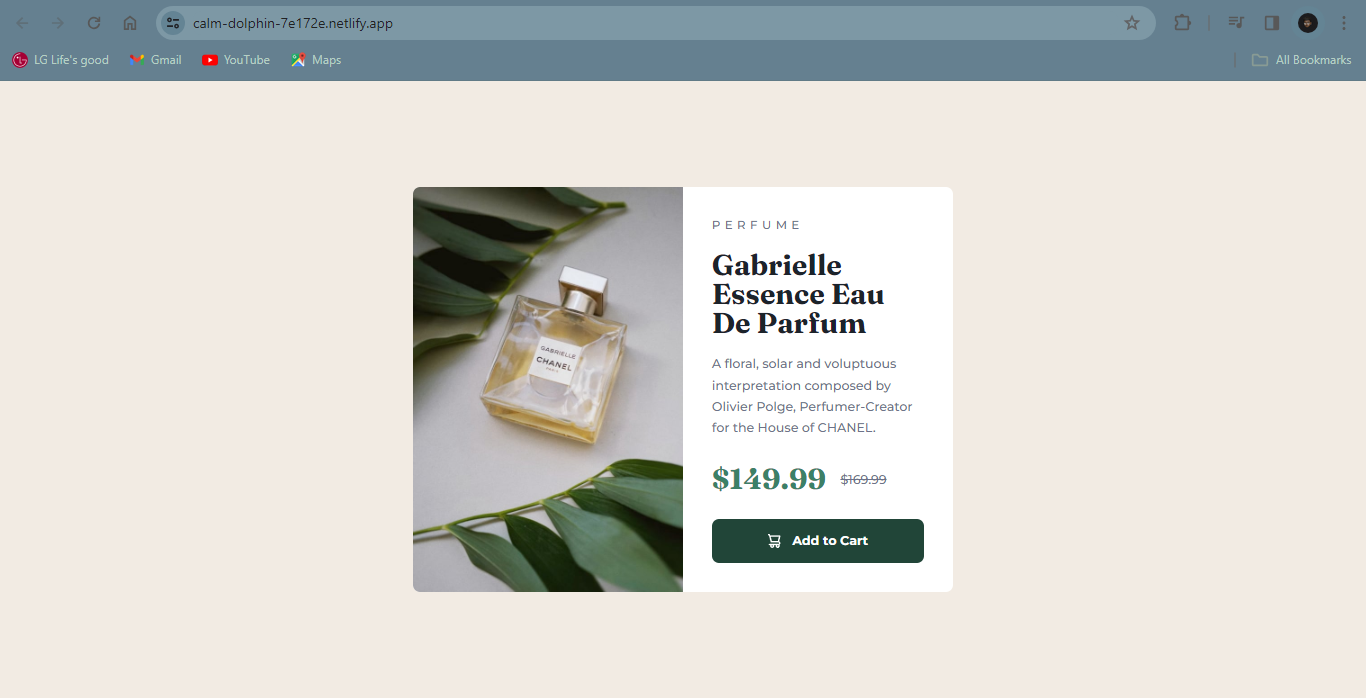 calm-dolphin-7e172e.netlify.app
LG Life's good
Gmail
YouTube
Maps
All Bookmarks
GABRIELLE
CHANEL
PARIS
PERFUME
Gabrielle
Essence Eau
De Parfum
A floral, solar and voluptuous
interpretation composed by
Olivier Polge, Perfumer-Creator
for the House of CHANEL.
$149.99 $169.99
Add to Cart